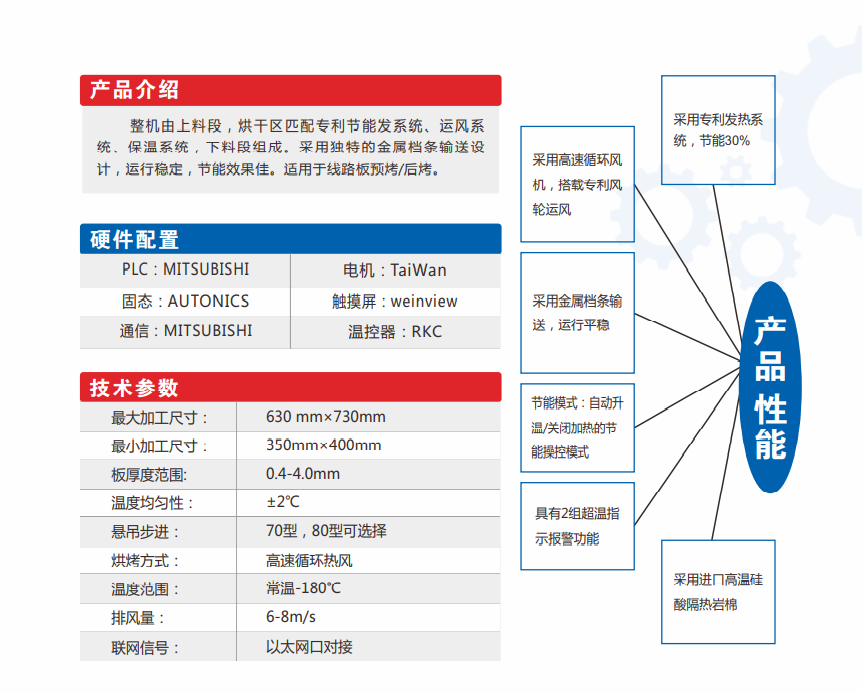 产品介绍
整机由上料段，烘干区匹配专利节能发系统、运风系
统、保温系统，下料段组成。采用独特的金属档条输送设
计，运行稳定，节能效果佳。适用于线路板预烤/后烤。
硬件配置
PLC：MITSUBISHI 电机：TaiWan
固态：AUTONICS 触摸屏：weinview
通信：MITSUBISHI 温控器：RKC
技术参数
最大加工尺寸： 630 mm×730mm
最小加工尺寸： 350mm×400mm
板厚度范围: 0.4-4.0mm
温度均匀性： ±2℃
悬吊步进： 70型，80型可选择
烘烤方式： 高速循环热风
温度范围： 常温-180℃
排风量： 6-8m/s
联网信号： 以太网口对接
采用专利发热系
统，节能30%
采用高速循环风
机，搭载专利风
轮运风
采用金属档条输
送，运行平稳
节能模式：自动升
温/关闭加热的节
能操控模式
具有2组超温指
示报警功能
采用进口高温硅
酸隔热岩棉
产品性能